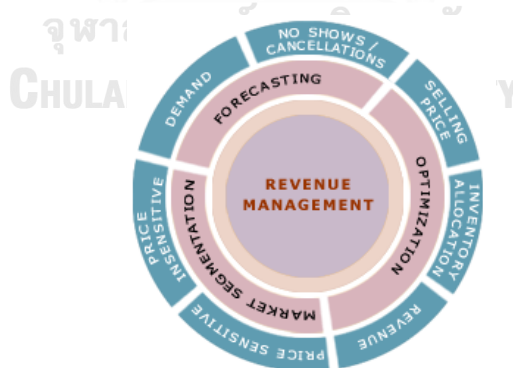 NO SHOWS /
CANCELLATIONS
DEMAND
FORECASTING
SELLING
PRICE
OPTIMIZATION
INVENTORY
ALLOCATION
REVENUE
MANAGEMENT
PRICE
INSENSITIVE
MARKET SEGMENTATION
PRICE SENSITIVE
REVENUE
CHULA